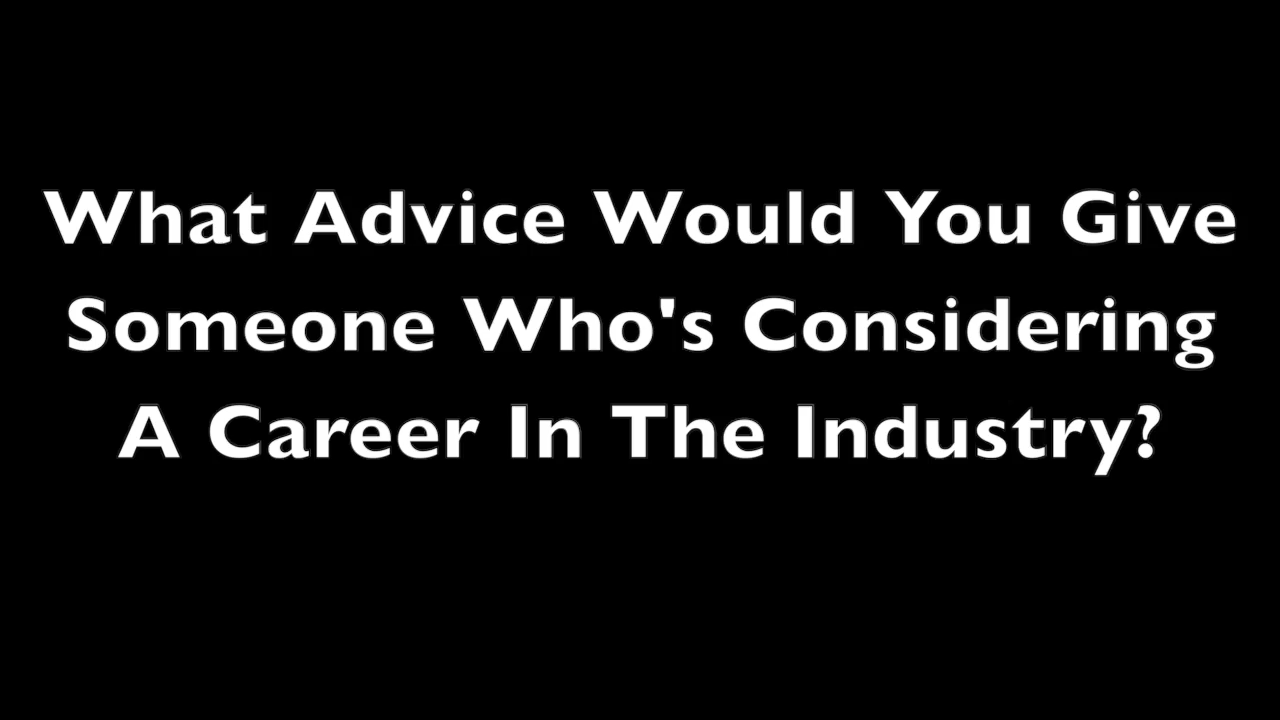 What Advice Would You Give
Someone Who's Considering
A Career In The Industry?